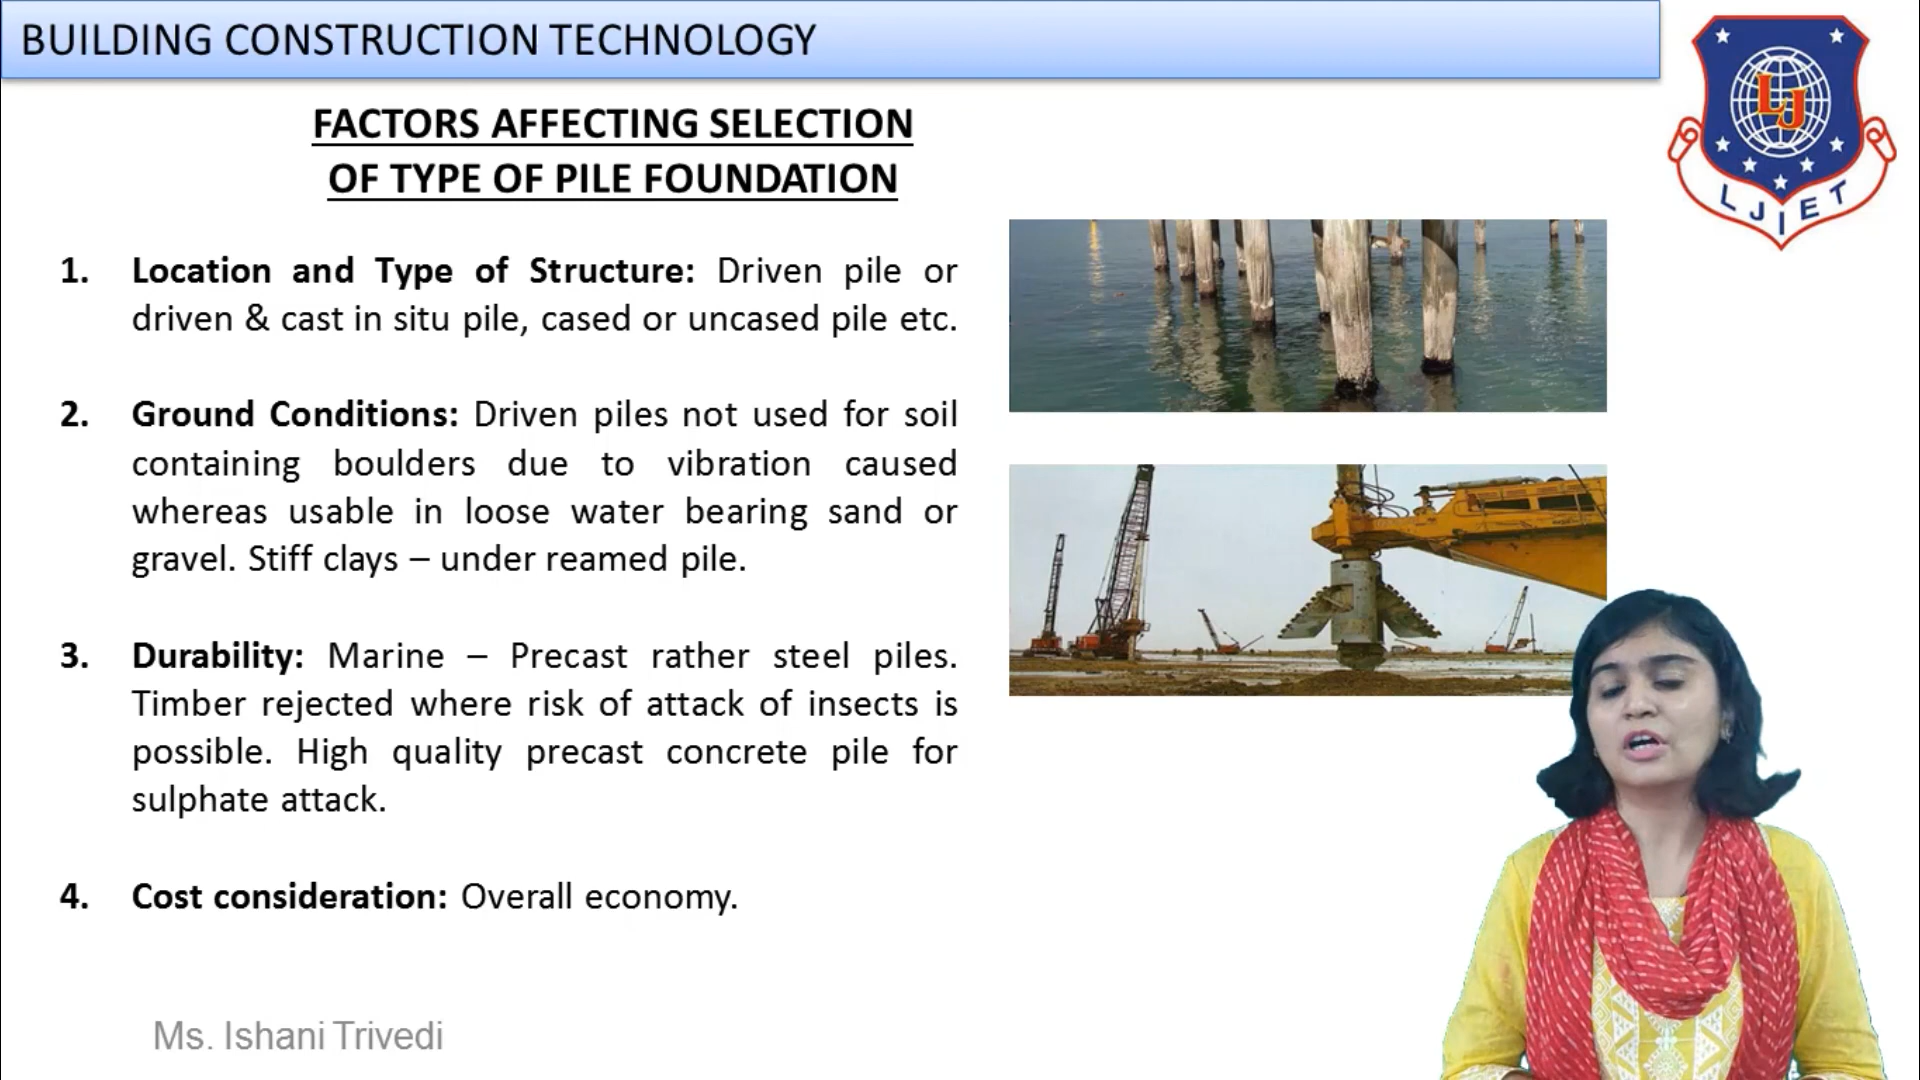 BUILDING CONSTRUCTION TECHNOLOGY
FACTORS AFFECTING SELECTION
OF TYPE OF PILE FOUNDATION
1. Location and Type of Structure: Driven pile or
driven & cast in situ pile, cased or uncased pile etc.
2. Ground Conditions: Driven piles not used for soil
containing boulders due to vibration caused
whereas usable in loose water bearing sand or
gravel. Stiff clays – under reamed pile.
3. Durability: Marine – Precast rather steel piles.
Timber rejected where risk of attack of insects is
possible. High quality precast concrete pile for
sulphate attack.
4. Cost consideration: Overall economy.
Ms. Ishani Trivedi
LJ
LJIET